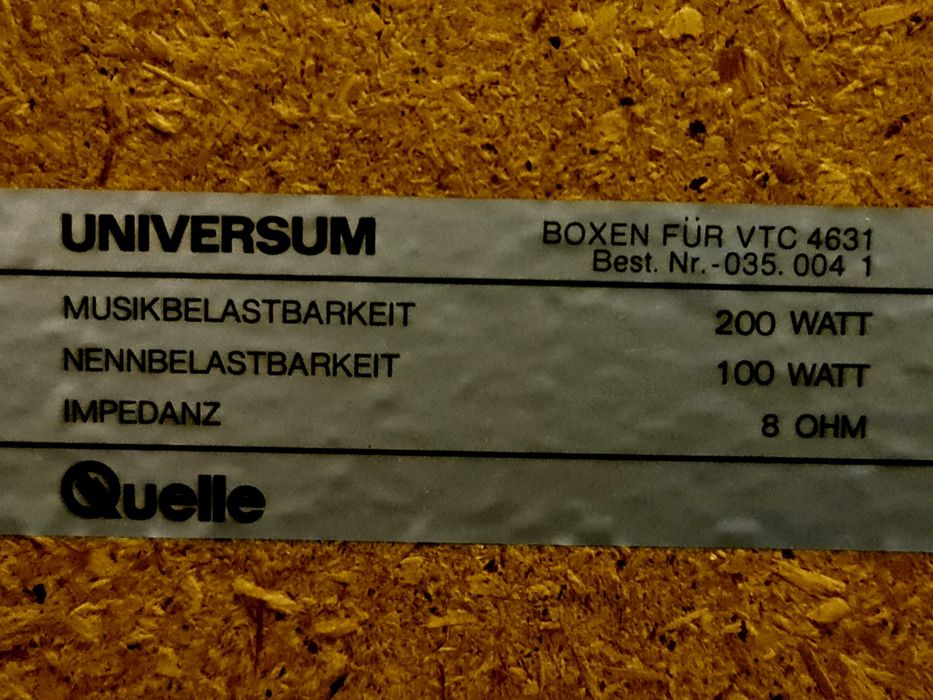 UNIVERSUM
BOXEN FÜR VTC 4631
Best. Nr.-035. 004 1
MUSIKBELASTBARKEIT 200 WATT
NENNBELASTBARKEIT 100 WATT
IMPEDANZ 8 OHM
Quelle